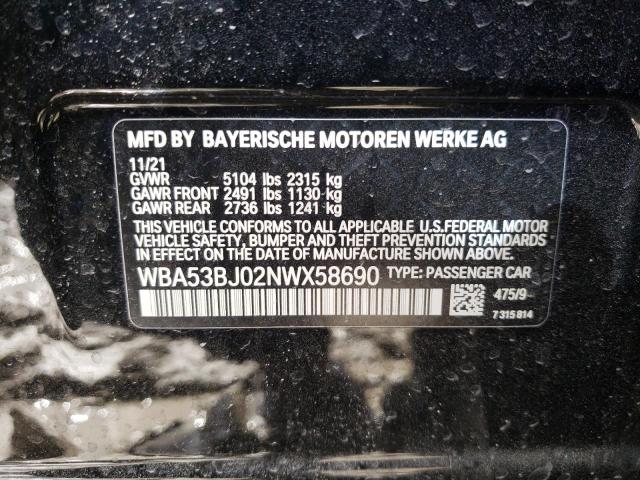 MFD BY BAYERISCHE MOTOREN WERKE AG
11/21
GVWR 5104 lbs 2315 kg
GAWR FRONT 2491 lbs 1130 kg
GAWR REAR 2736 lbs 1241 kg
THIS VEHICLE CONFORMS TO ALL APPLICABLE U.S.FEDERAL MOTOR
VEHICLE SAFETY, BUMPER AND THEFT PREVENTION
STANDARDS IN EFFECT ON THE DATE OF MANUFACTURE SHOWN ABOVE.
WBA53BJ02NWX58690 TYPE: PASSENGER CAR
475/9
7 315 814